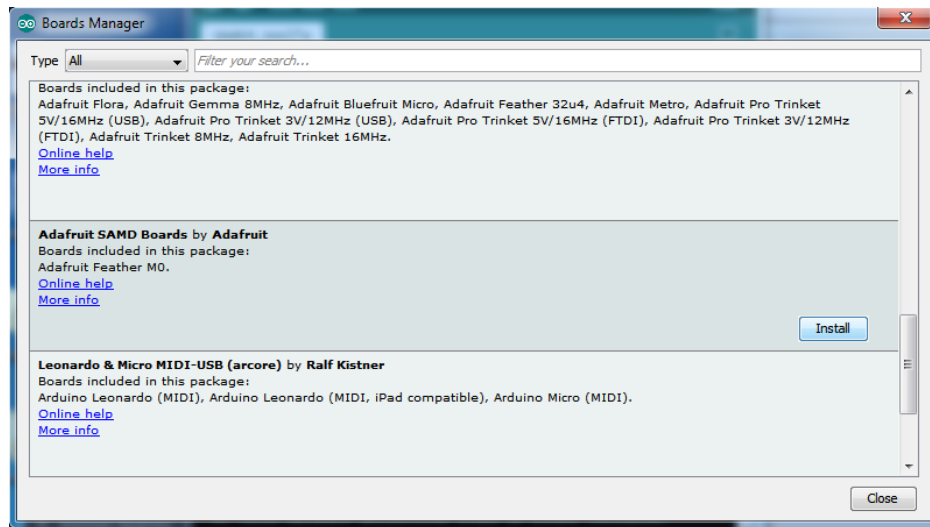 Boards Manager
Type All Filter your search...
Boards included in this package:
Adafruit Flora, Adafruit Gemma 8MHz, Adafruit Bluefruit Micro, Adafruit Feather 32u4, Adafruit Metro, Adafruit Pro Trinket
5V/16MHz (USB), Adafruit Pro Trinket 3V/12MHz (USB), Adafruit Pro Trinket 5V/16MHz (FTDI), Adafruit Pro Trinket 3V/12MHz
(FTDI), Adafruit Trinket 8MHz, Adafruit Trinket 16MHz.
Online help
More info
Adafruit SAMD Boards by Adafruit
Boards included in this package:
Adafruit Feather M0.
Online help
More info
Install
Leonardo & Micro MIDI-USB (arcore) by Ralf Kistner
Boards included in this package:
Arduino Leonardo (MIDI), Arduino Leonardo (MIDI, iPad compatible), Arduino Micro (MIDI).
Online help
More info
Close